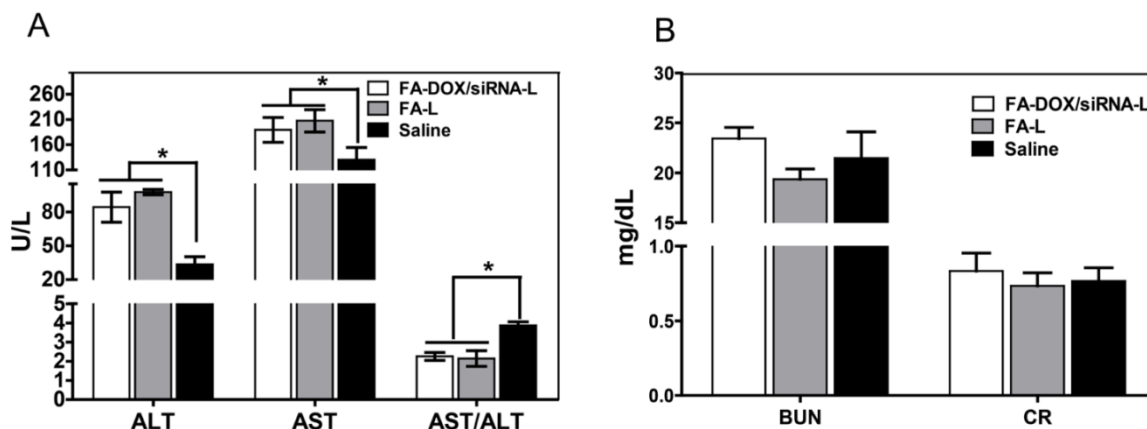 A
U/L
260
210
160
110
80
50
20
6
5
4
3
2
1
0
*
*
*
FA-DOX/siRNA-L
FA-L
Saline
ALT
AST
AST/ALT
B
mg/dL
30
25
20
15
1.0
0.5
0.0
FA-DOX/siRNA-L
FA-L
Saline
BUN
CR